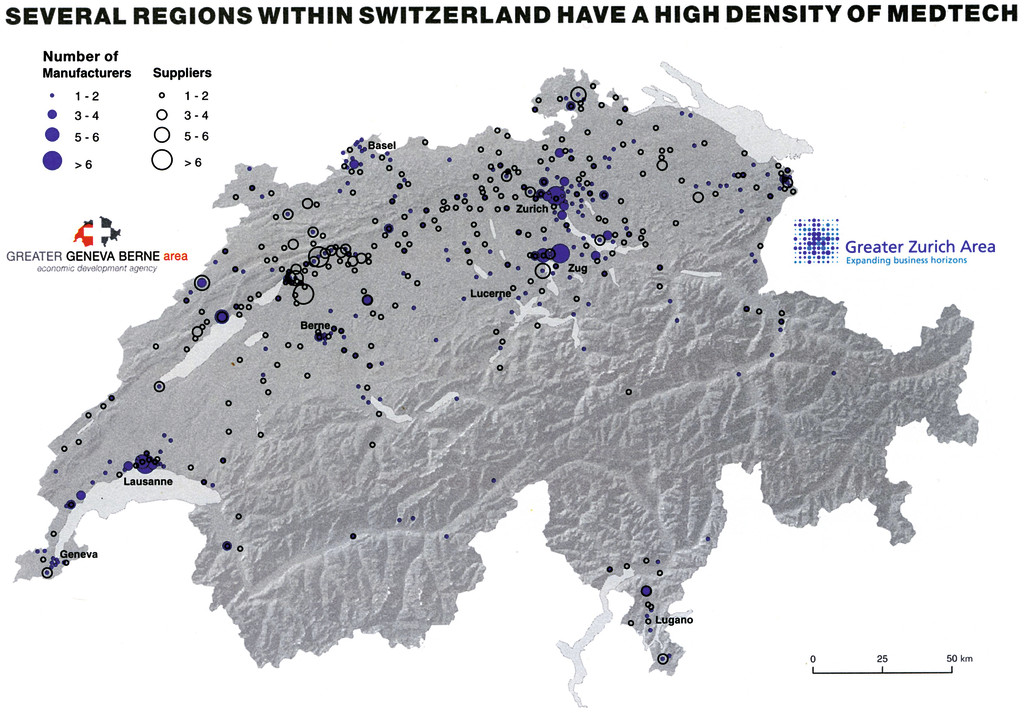 SEVERAL REGIONS WITHIN SWITZERLAND HAVE A HIGH DENSITY OF MEDTECH
Number of
Manufacturers Suppliers
1 - 2 1 - 2
3 - 4 3 - 4
5 - 6 5 - 6
> 6 > 6
Basel
Zurich
GREATER GENEVA BERNE area
economic development agency
Greater Zurich Area
Expanding business horizons
Zug
Lucerne
Berne
Lausanne
Geneva
Lugano
0 25 50 km